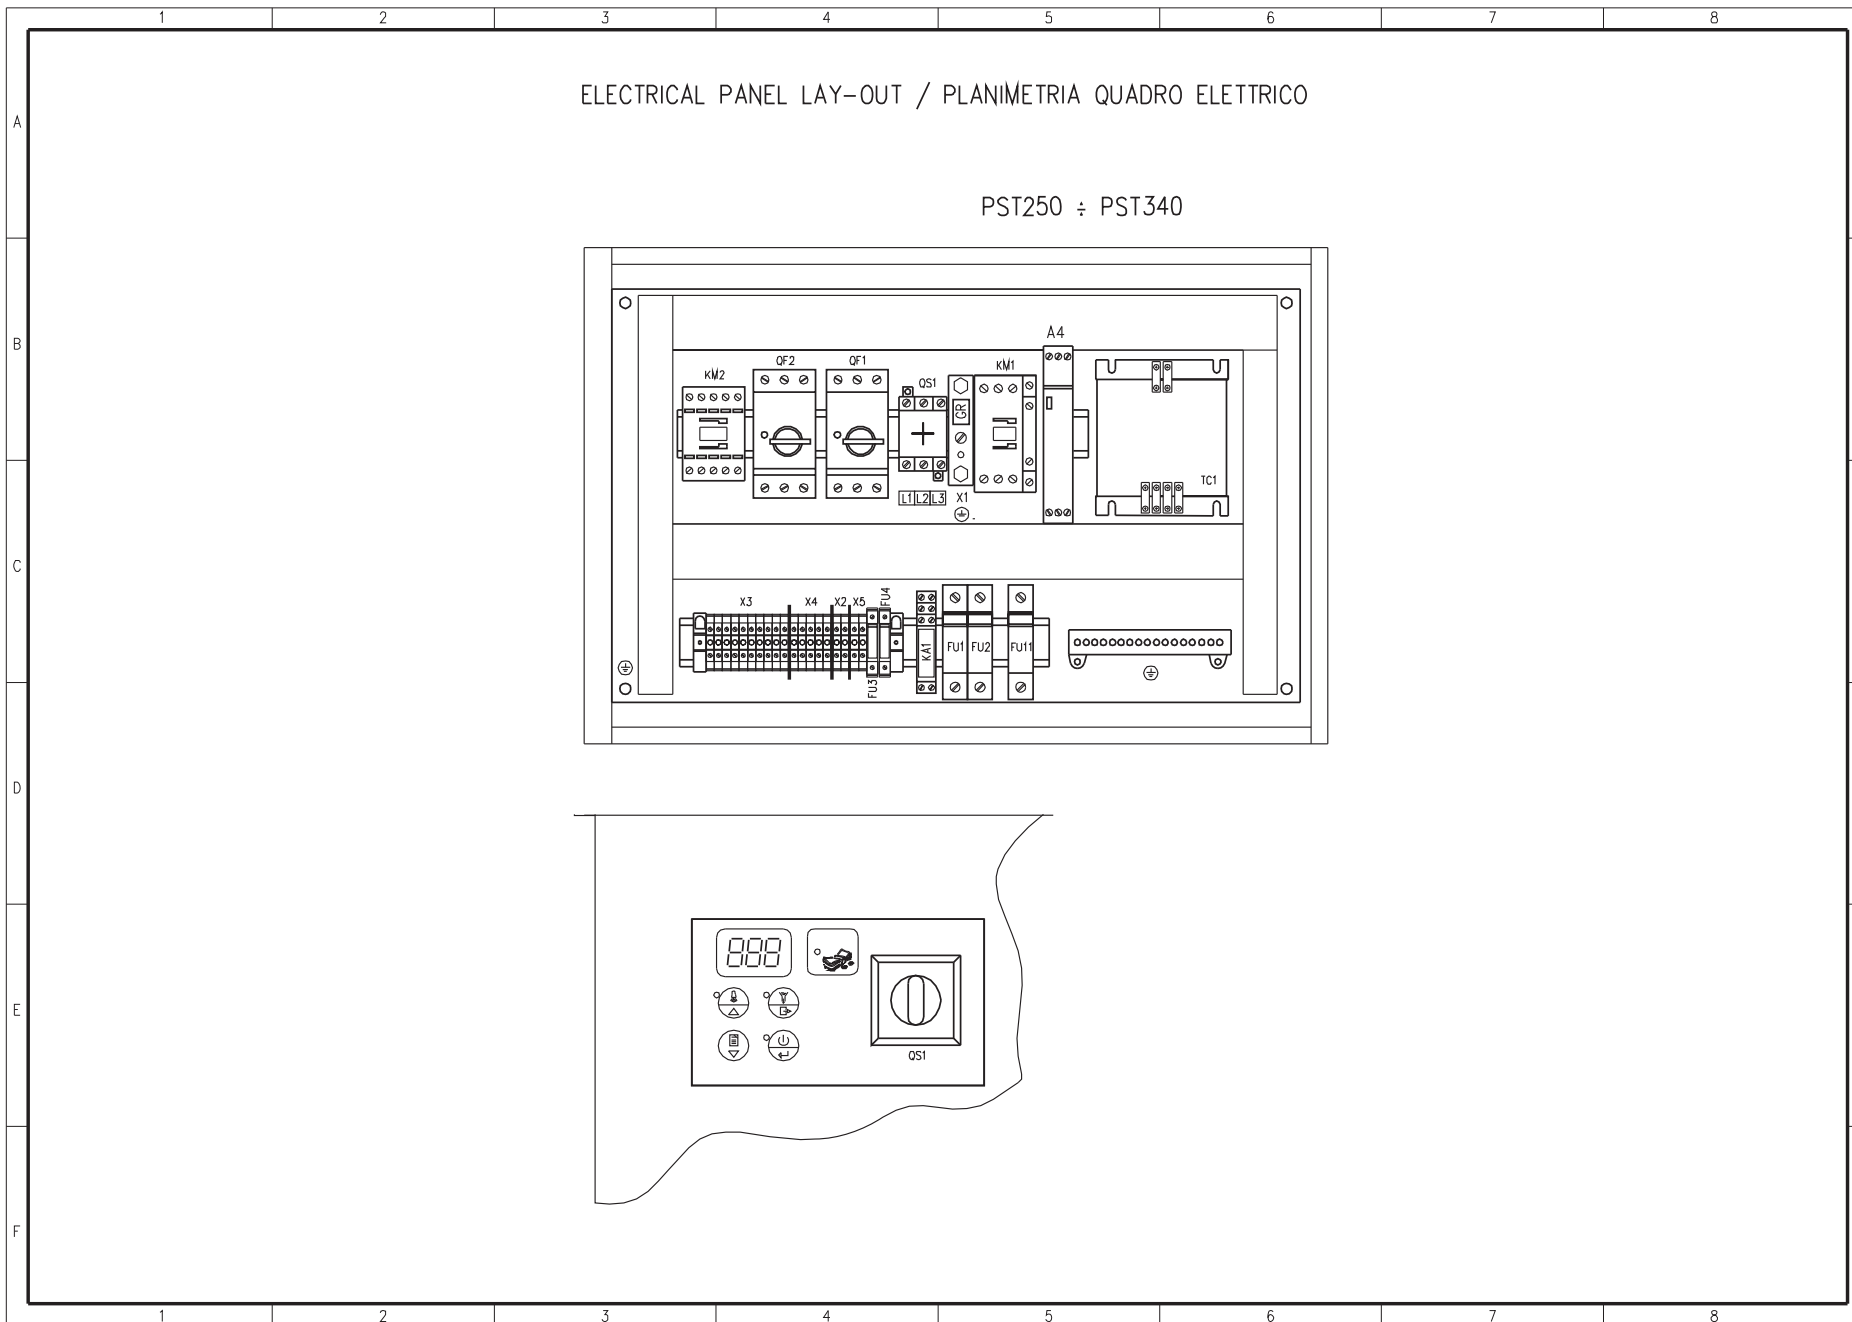 1 2 3 4 5 6 7 8
ELECTRICAL PANEL LAY-OUT / PLANIMETRIA QUADRO ELETTRICO
A
PST250 ÷ PST340
B
A4
QF2 QF1 KM1
KM2 QS1
GR
TC1
L1 L2 L3 X1
C
X3 X4 X2 X5 FU4
KA1 FU1 FU2 FU11
FU3
D
888
E
QS1
F
1 2 3 4 5 6 7 8